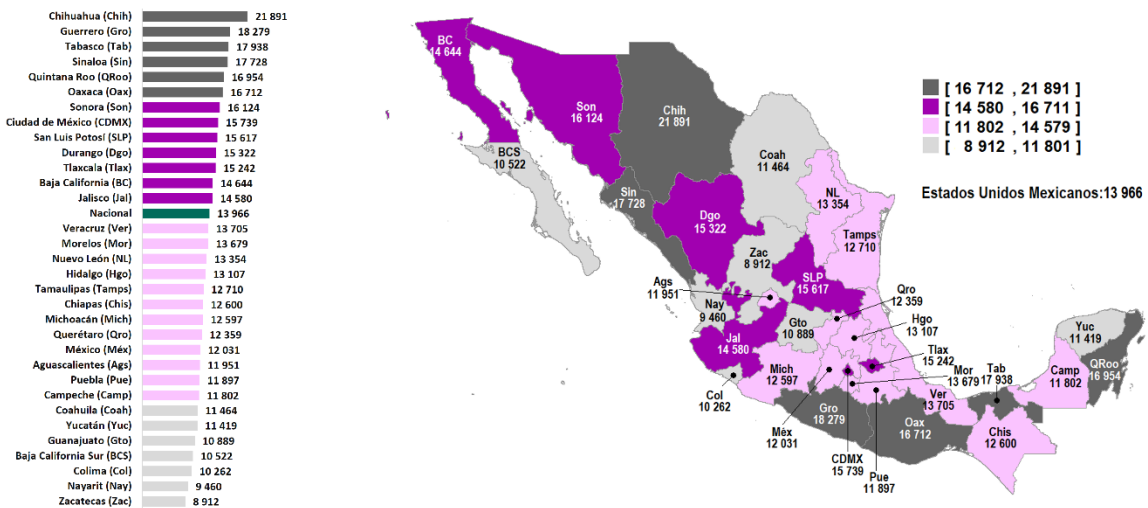 Chihuahua (Chih) 21 891
Guerrero (Gro) 18 279
Tabasco (Tab) 17 938
Sinaloa (Sin) 17 728
Quintana Roo (QRoo) 16 954
Oaxaca (Oax) 16 712
Sonora (Son) 16 124
Ciudad de México (CDMX) 15 739
San Luis Potosí (SLP) 15 617
Durango (Dgo) 15 322
Tlaxcala (Tlax) 15 242
Baja California (BC) 14 644
Jalisco (Jal) 14 580
Nacional 13 966
Veracruz (Ver) 13 705
Morelos (Mor) 13 679
Nuevo León (NL) 13 354
Hidalgo (Hgo) 13 107
Tamaulipas (Tamps) 12 710
Chiapas (Chis) 12 600
Michoacán (Mich) 12 597
Querétaro (Qro) 12 359
México (Méx) 12 031
Aguascalientes (Ags) 11 951
Puebla (Pue) 11 897
Campeche (Camp) 11 802
Coahuila (Coah) 11 464
Yucatán (Yuc) 11 419
Guanajuato (Gto) 10 889
Baja California Sur (BCS) 10 522
Colima (Col) 10 262
Nayarit (Nay) 9 460
Zacatecas (Zac) 8 912
BC
14 644
Son
16 124
Chih
21 891
BCS
10 522
Coah
11 464
Sin
17 728
NL
13 354
Dgo
15 322
Tamps
12 710
Zac
8 912
SLP
15 617
Ags
11 951
Nay
9 460
Qro
12 359
Gto
10 889
Hgo
13 107
Jal
14 580
Tlax
15 242
Yuc
11 419
QRoo
16 954
Mich
12 597
Mor
13 679
Tab
17 938
Camp
11 802
Col
10 262
Ver
13 705
Gro
18 279
Oax
16 712
Méx
12 031
Chis
12 600
CDMX
15 739
Pue
11 897
[ 16 712 , 21 891 ]
[ 14 580 , 16 711 ]
[ 11 802 , 14 579 ]
[ 8 912 , 11 801 ]
Estados Unidos Mexicanos:13 966